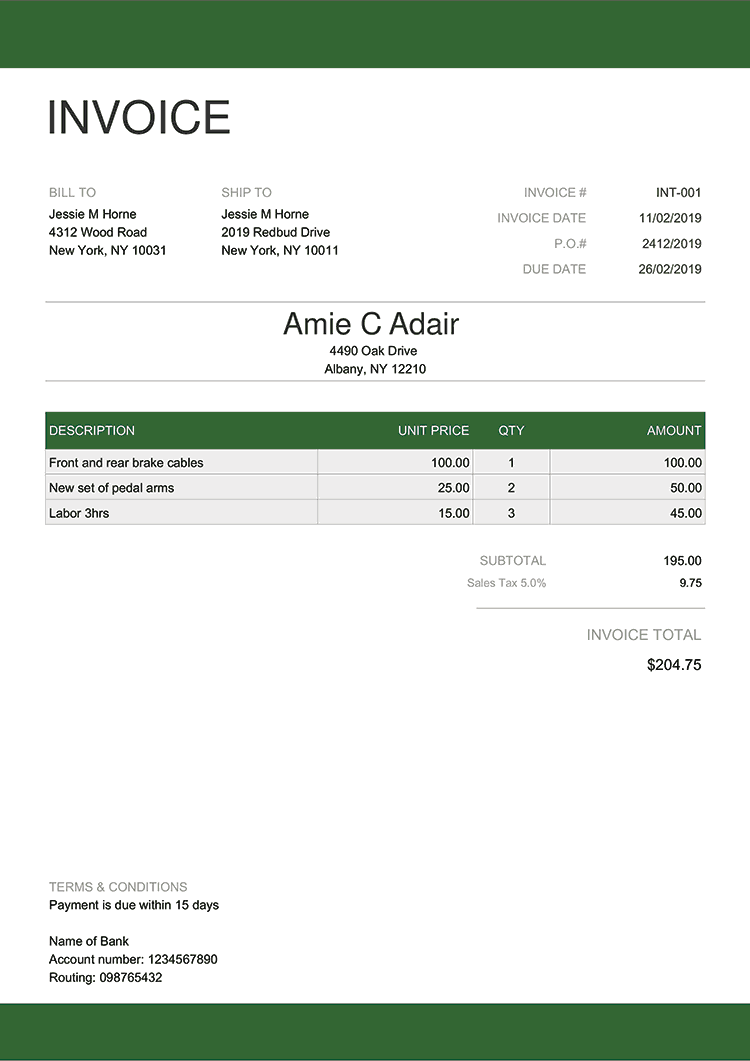 INVOICE
BILL TO SHIP TO INVOICE # INT-001
Jessie M Horne Jessie M Horne INVOICE DATE 11/02/2019
4312 Wood Road 2019 Redbud Drive P.O.# 2412/2019
New York, NY 10031 New York, NY 10011 DUE DATE 26/02/2019
Amie C Adair
4490 Oak Drive
Albany, NY 12210
DESCRIPTION UNIT PRICE QTY AMOUNT
Front and rear brake cables 100.00 1 100.00
New set of pedal arms 25.00 2 50.00
Labor 3hrs 15.00 3 45.00
SUBTOTAL 195.00
Sales Tax 5.0% 9.75
INVOICE TOTAL
$204.75
TERMS & CONDITIONS
Payment is due within 15 days
Name of Bank
Account number: 1234567890
Routing: 098765432